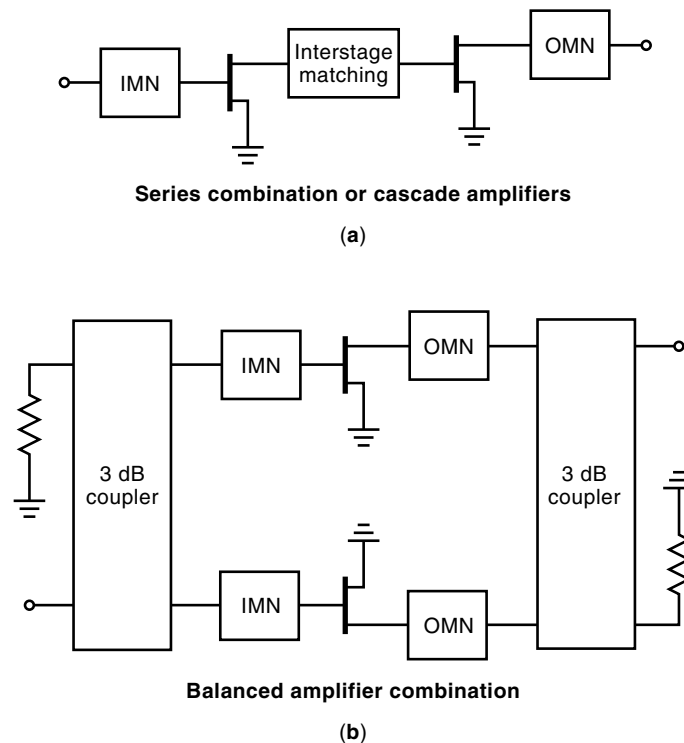 IMN
Interstage
matching
OMN
Series combination or cascade amplifiers
(a)
3 dB
coupler
IMN
OMN
3 dB
coupler
IMN
OMN
Balanced amplifier combination
(b)